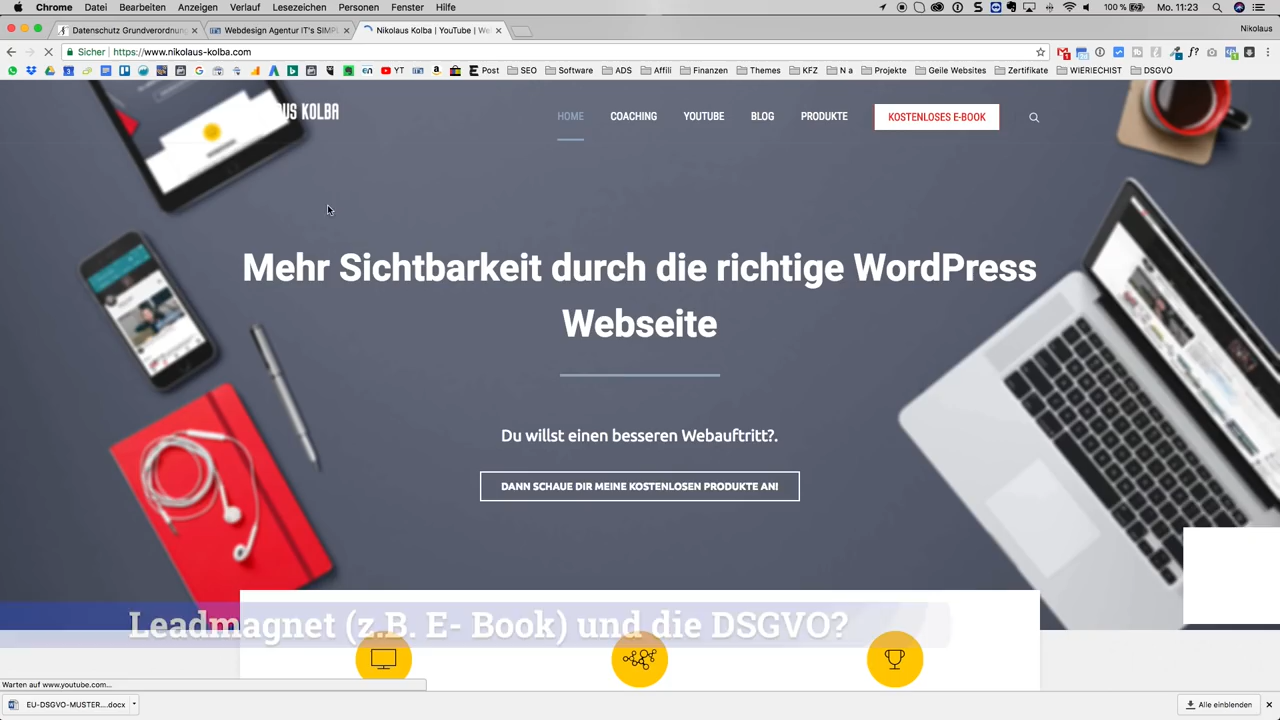 Chrome Datei Bearbeiten Anzeigen Verlauf Lesezeichen Personen Fenster Hilfe 100 % Mo. 11:23
Datenschutz Grundverordnung Webdesign Agentur IT's SIMPL Nikolaus Kolba | YouTube | We Nikolaus
Sicher | https://www.nikolaus-kolba.com
YT Post SEO Software ADS Affili Finanzen Themes KFZ N a Projekte Geile Websites Zertifikate WIERIECHIST DSGVO
AUS KOLBA HOME COACHING YOUTUBE BLOG PRODUKTE KOSTENLOSES E-BOOK
Mehr Sichtbarkeit durch die richtige WordPress
Webseite
Du willst einen besseren Webauftritt?.
DANN SCHAUE DIR MEINE KOSTENLOSEN PRODUKTE AN!
Leadmagnet (z.B. E- Book) und die DSGVO?
Warten auf www.youtube.com...
EU-DSGVO-MUSTER....docx Alle einblenden